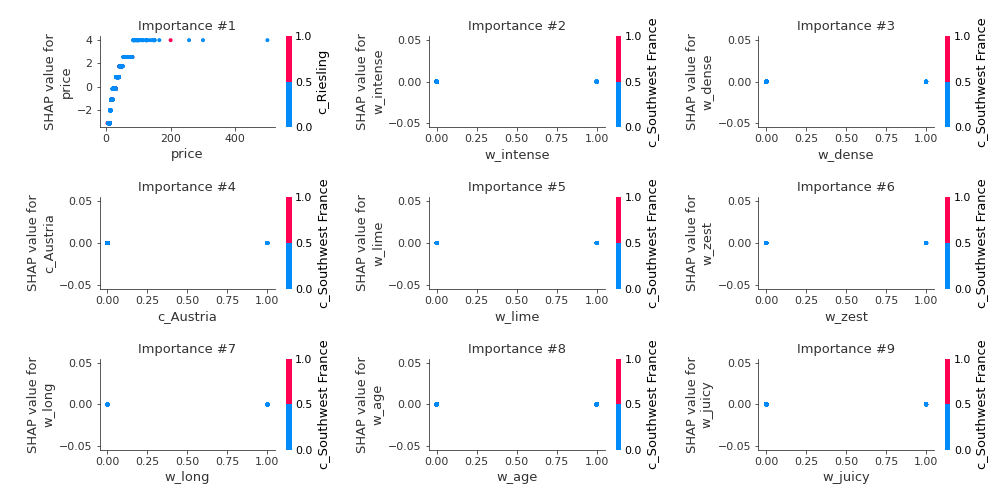 Importance #1
SHAP value for
price
4
2
0
−2
0
200
400
price
1.0
0.5
0.0
c_Riesling
Importance #2
SHAP value for
w_intense
0.05
0.00
−0.05
0.00 0.25 0.50 0.75 1.00
w_intense
1.0
0.5
0.0
c_Southwest France
Importance #3
SHAP value for
w_dense
0.05
0.00
−0.05
0.00 0.25 0.50 0.75 1.00
w_dense
1.0
0.5
0.0
c_Southwest France
Importance #4
SHAP value for
c_Austria
0.05
0.00
−0.05
0.00 0.25 0.50 0.75 1.00
c_Austria
1.0
0.5
0.0
c_Southwest France
Importance #5
SHAP value for
w_lime
0.05
0.00
−0.05
0.00 0.25 0.50 0.75 1.00
w_lime
1.0
0.5
0.0
c_Southwest France
Importance #6
SHAP value for
w_zest
0.05
0.00
−0.05
0.00 0.25 0.50 0.75 1.00
w_zest
1.0
0.5
0.0
c_Southwest France
Importance #7
SHAP value for
w_long
0.05
0.00
−0.05
0.00 0.25 0.50 0.75 1.00
w_long
1.0
0.5
0.0
c_Southwest France
Importance #8
SHAP value for
w_age
0.05
0.00
−0.05
0.00 0.25 0.50 0.75 1.00
w_age
1.0
0.5
0.0
c_Southwest France
Importance #9
SHAP value for
w_juicy
0.05
0.00
−0.05
0.00 0.25 0.50 0.75 1.00
w_juicy
1.0
0.5
0.0
c_Southwest France